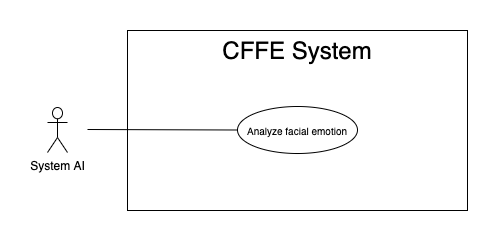 CFFE System
Analyze facial emotion
System AI